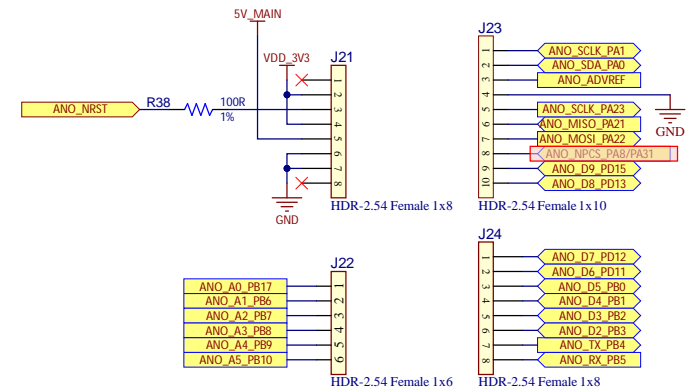 5V_MAIN
VDD_3V3
J21
1
2
3
4
5
6
7
8
ANO_NRST
R38
100R
1%
GND
HDR-2.54 Female 1x8
J23
1
2
3
4
5
6
7
8
9
10
ANO_SCLK_PA1
ANO_SDA_PA0
ANO_ADVREF
GND
ANO_SCLK_PA23
ANO_MISO_PA21
ANO_MOSI_PA22
ANO_NPCS_PA8/PA31
ANO_D9_PD15
ANO_D8_PD13
HDR-2.54 Female 1x10
J22
ANO_A0_PB17
ANO_A1_PB6
ANO_A2_PB7
ANO_A3_PB8
ANO_A4_PB9
ANO_A5_PB10
1
2
3
4
5
6
HDR-2.54 Female 1x6
J24
1
2
3
4
5
6
7
8
ANO_D7_PD12
ANO_D6_PD11
ANO_D5_PB0
ANO_D4_PB1
ANO_D3_PB2
ANO_D2_PB3
ANO_TX_PB4
ANO_RX_PB5
HDR-2.54 Female 1x8